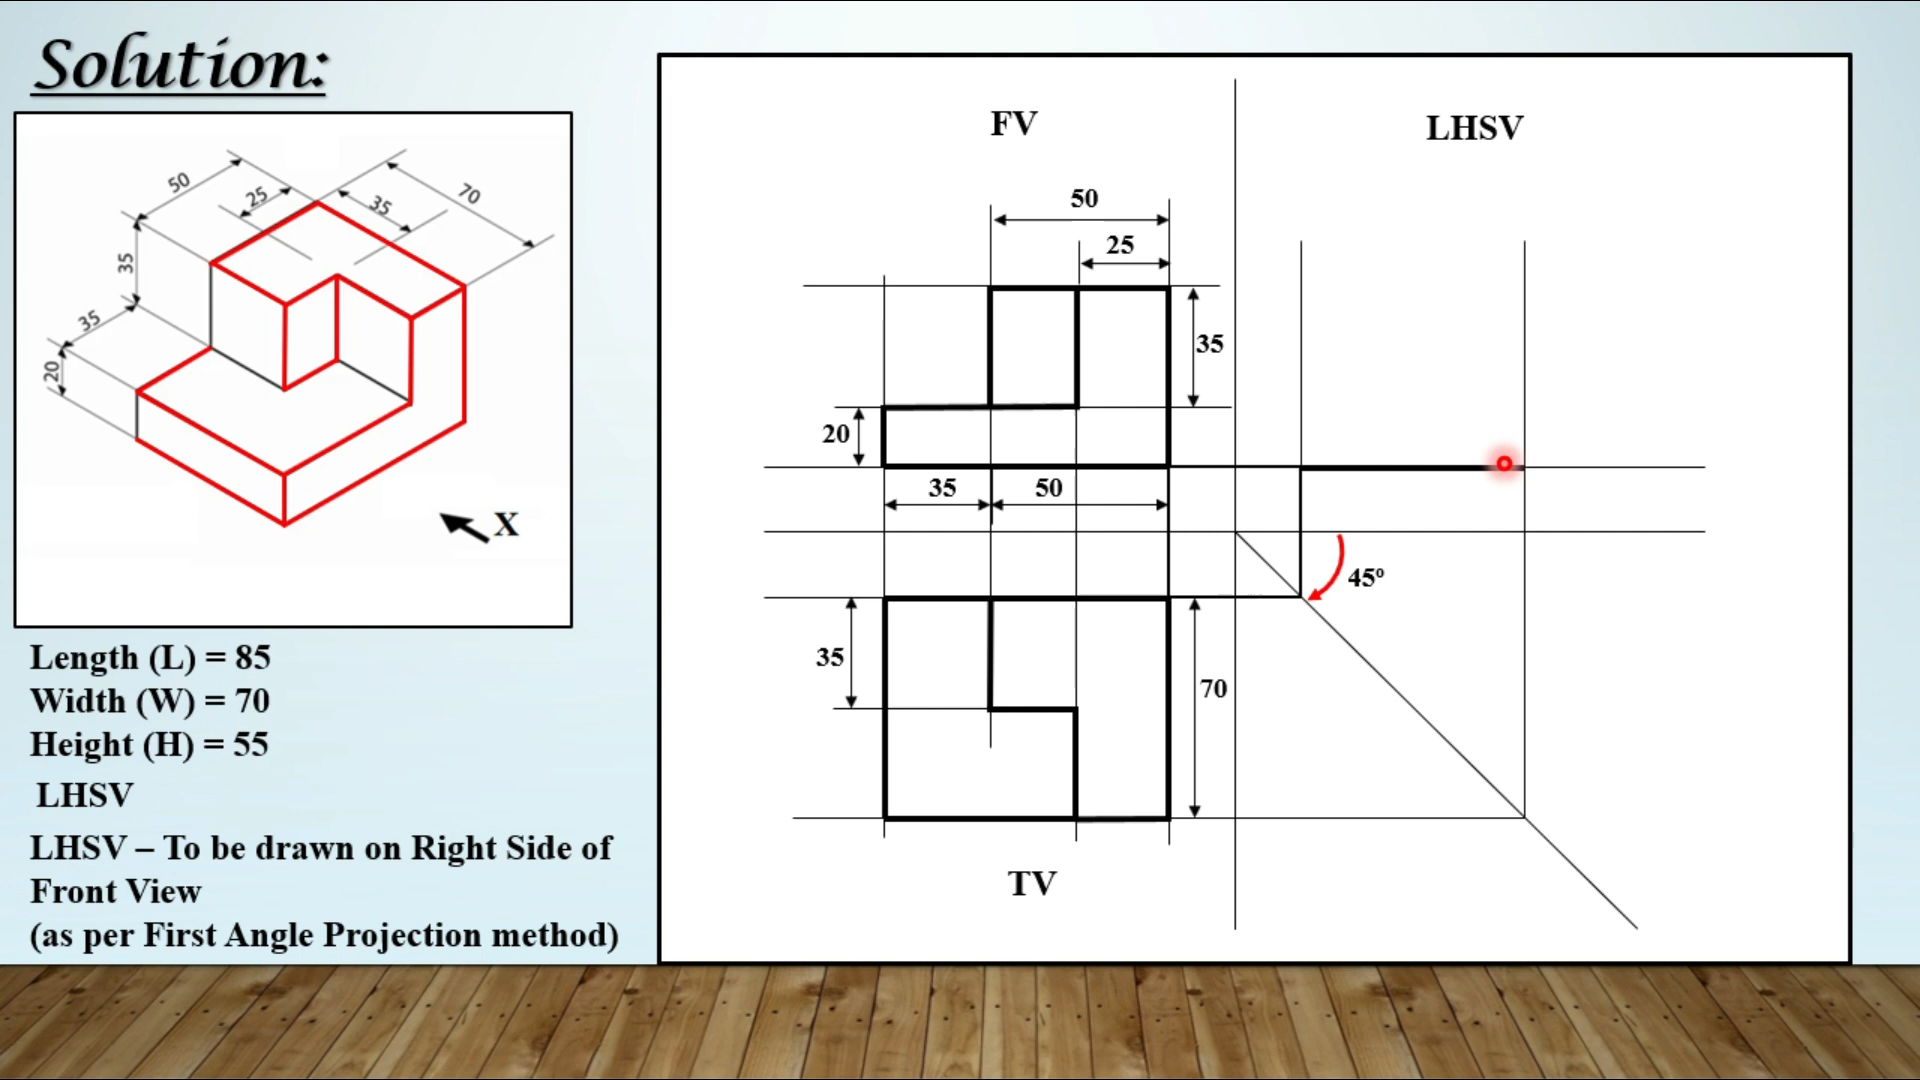 Solution:
50
25
35
70
35
35
20
X
Length (L) = 85
Width (W) = 70
Height (H) = 55
LHSV
LHSV – To be drawn on Right Side of
Front View
(as per First Angle Projection method)
FV
LHSV
50
25
35
20
35
50
45º
35
70
TV